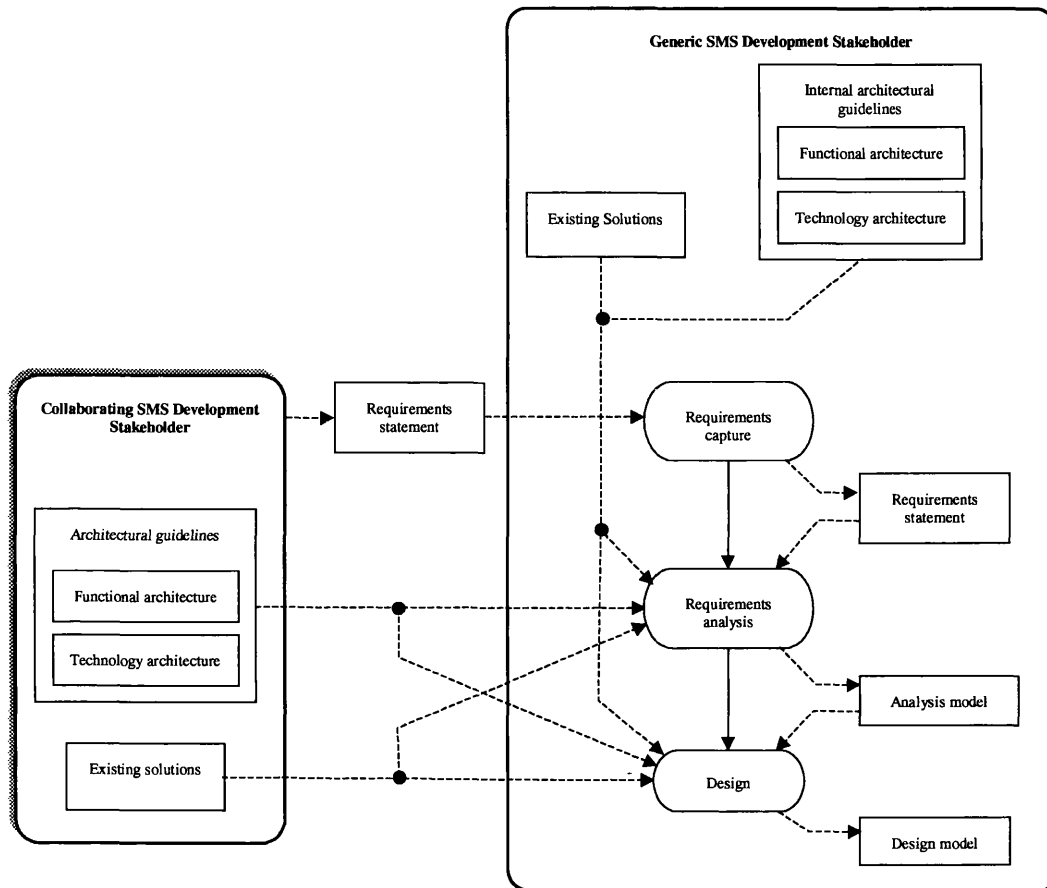 Generic SMS Development Stakeholder
Internal architectural
guidelines
Functional architecture
Technology architecture
Existing Solutions
Collaborating SMS Development
Stakeholder
Requirements
statement
Requirements
capture
Requirements
statement
Architectural guidelines
Functional architecture
Technology architecture
Requirements
analysis
Analysis model
Existing solutions
Design
Design model